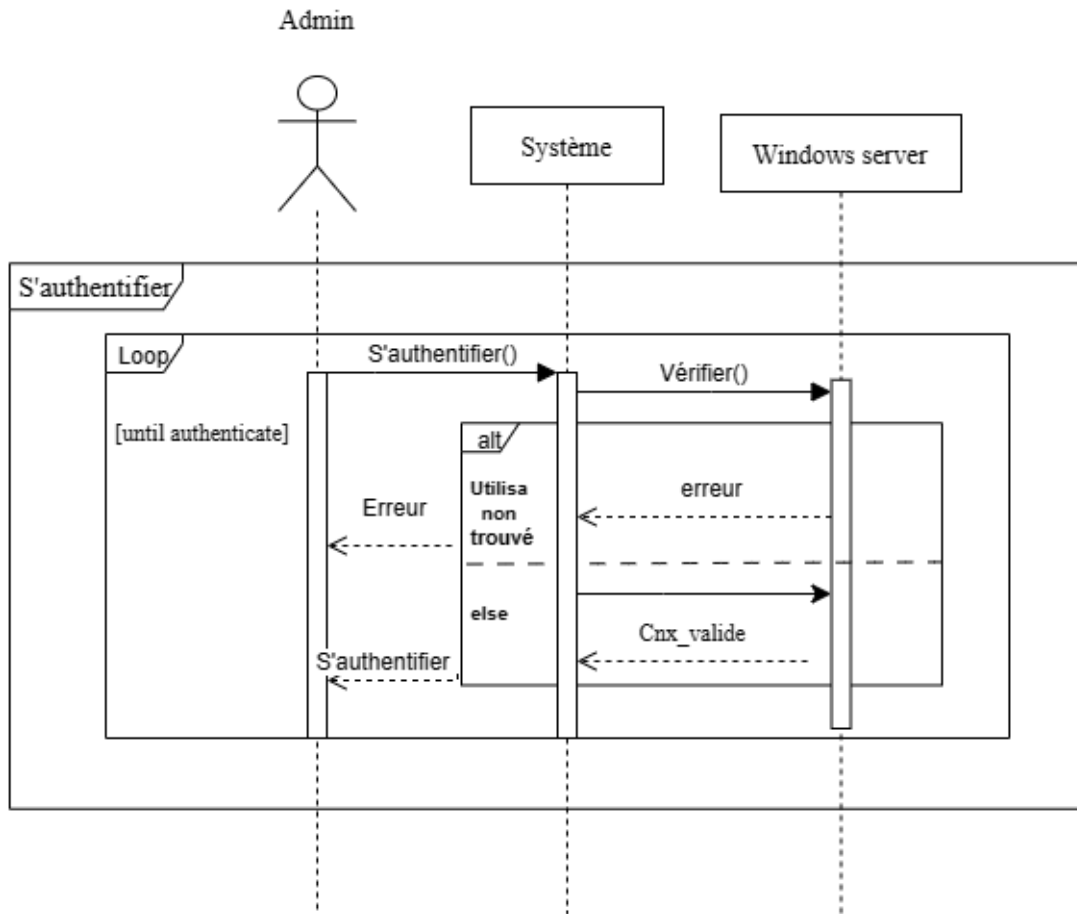 Admin
Système
Windows server
S'authentifier
Loop
S'authentifier()
Vérifier()
[until authenticate]
alt
Utilisa
non
trouvé
Erreur
erreur
else
Cnx_valide
S'authentifier